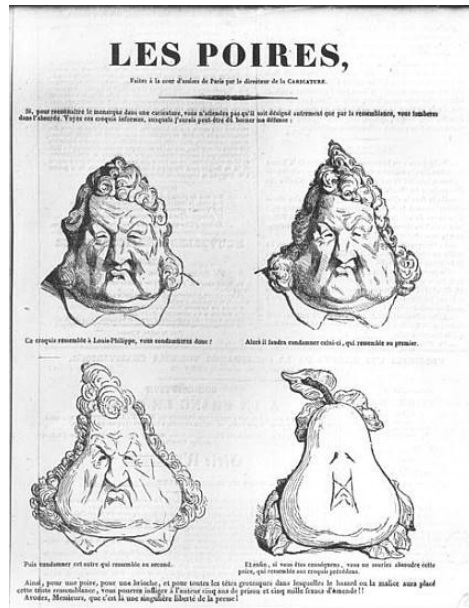 LES POIRES,
Faites à la cour d'assises de Paris par le directeur de la CARICATURE.
Si, pour reconnaître le monarque dans une caricature, vous n'attendez pas qu'il soit désigné autrement que par la ressemblance, vous tomberez
dans l'absurde. Voyez ces croquis informes, auxquels j'aurais peut-être dû borner ma défense :
Ce croquis ressemble à Louis-Philippe, vous condamnerez donc ?
Alors il faudra condamner celui-ci, qui ressemble au premier.
Puis condamner cet autre qui ressemble au second.
Et enfin, si vous êtes conséquens, vous ne sauriez absoudre cette
poire, qui ressemble aux croquis précédens.
Ainsi, pour une poire, pour une brioche, et pour toutes les têtes grotesques dans lesquelles le hasard ou la malice aura placé
cette triste ressemblance, vous pourrez infliger à l'auteur cinq ans de prison et cinq mille francs d'amende!!
Avouez, Messieurs, que c'est là une singulière liberté de la presse!